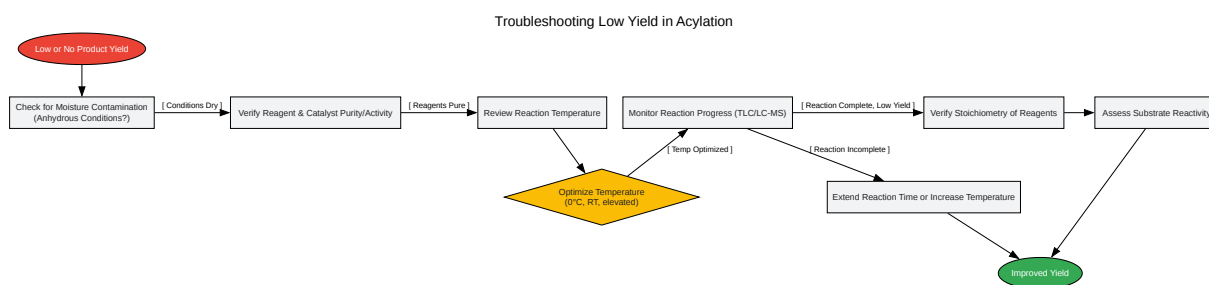 Troubleshooting Low Yield in Acylation
Low or No Product Yield
Check for Moisture Contamination
(Anhydrous Conditions?)
[ Conditions Dry ]
Verify Reagent & Catalyst Purity/Activity
[ Reagents Pure ]
Review Reaction Temperature
Optimize Temperature
(0°C, RT, elevated)
[ Temp Optimized ]
Monitor Reaction Progress (TLC/LC-MS)
[ Reaction Complete, Low Yield ]
Verify Stoichiometry of Reagents
Assess Substrate Reactivity
[ Reaction Incomplete ]
Extend Reaction Time or Increase Temperature
Improved Yield